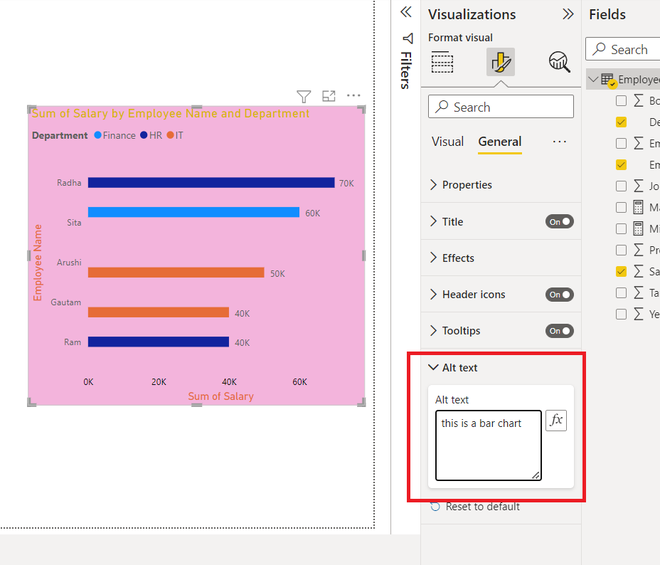 Sum of Salary by Employee Name and Department
Department Finance HR IT
Employee Name
Radha 70K
Sita 60K
Arushi 50K
Gautam 40K
Ram 40K
0K 20K 40K 60K
Sum of Salary
Filters
Visualizations
Format visual
Search
Visual General
Properties
Title On
Effects
Header icons On
Tooltips On
Alt text
Alt text
this is a bar chart
fx
Reset to default
Fields
Search
Employee
Bo
De
Em
Em
Jo
Ma
Mi
Pr
Sa
Ta
Ye